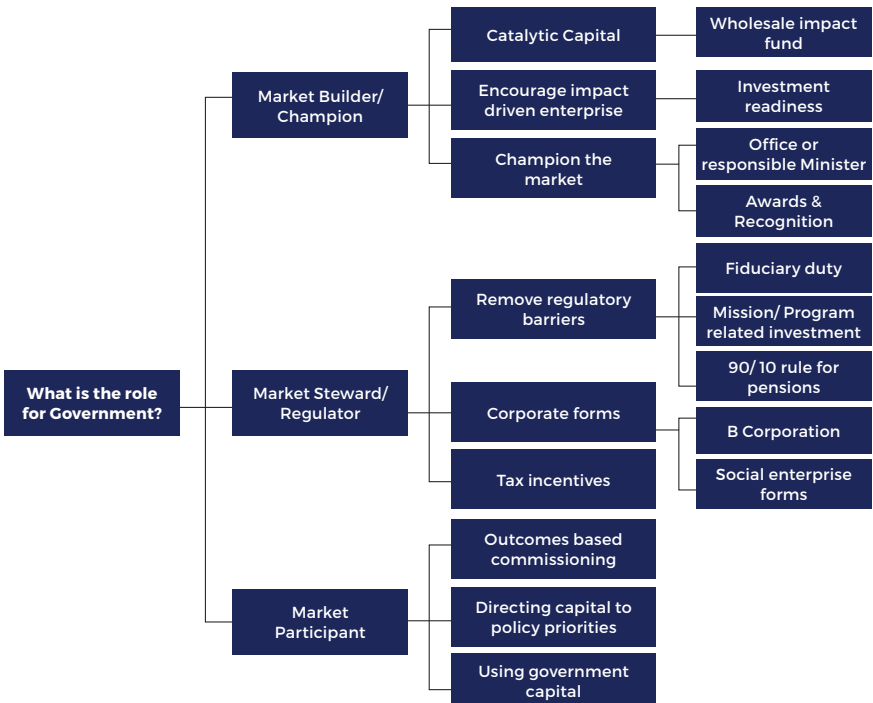 What is the role
for Government?
Market Builder/
Champion
Catalytic Capital
Wholesale impact
fund
Encourage impact
driven enterprise
Investment
readiness
Champion the
market
Office or
responsible Minister
Awards &
Recognition
Market Steward/
Regulator
Remove regulatory
barriers
Fiduciary duty
Mission/ Program
related investment
90/ 10 rule for
pensions
Corporate forms
B Corporation
Social enterprise
forms
Tax incentives
Market
Participant
Outcomes based
commissioning
Directing capital to
policy priorities
Using government
capital